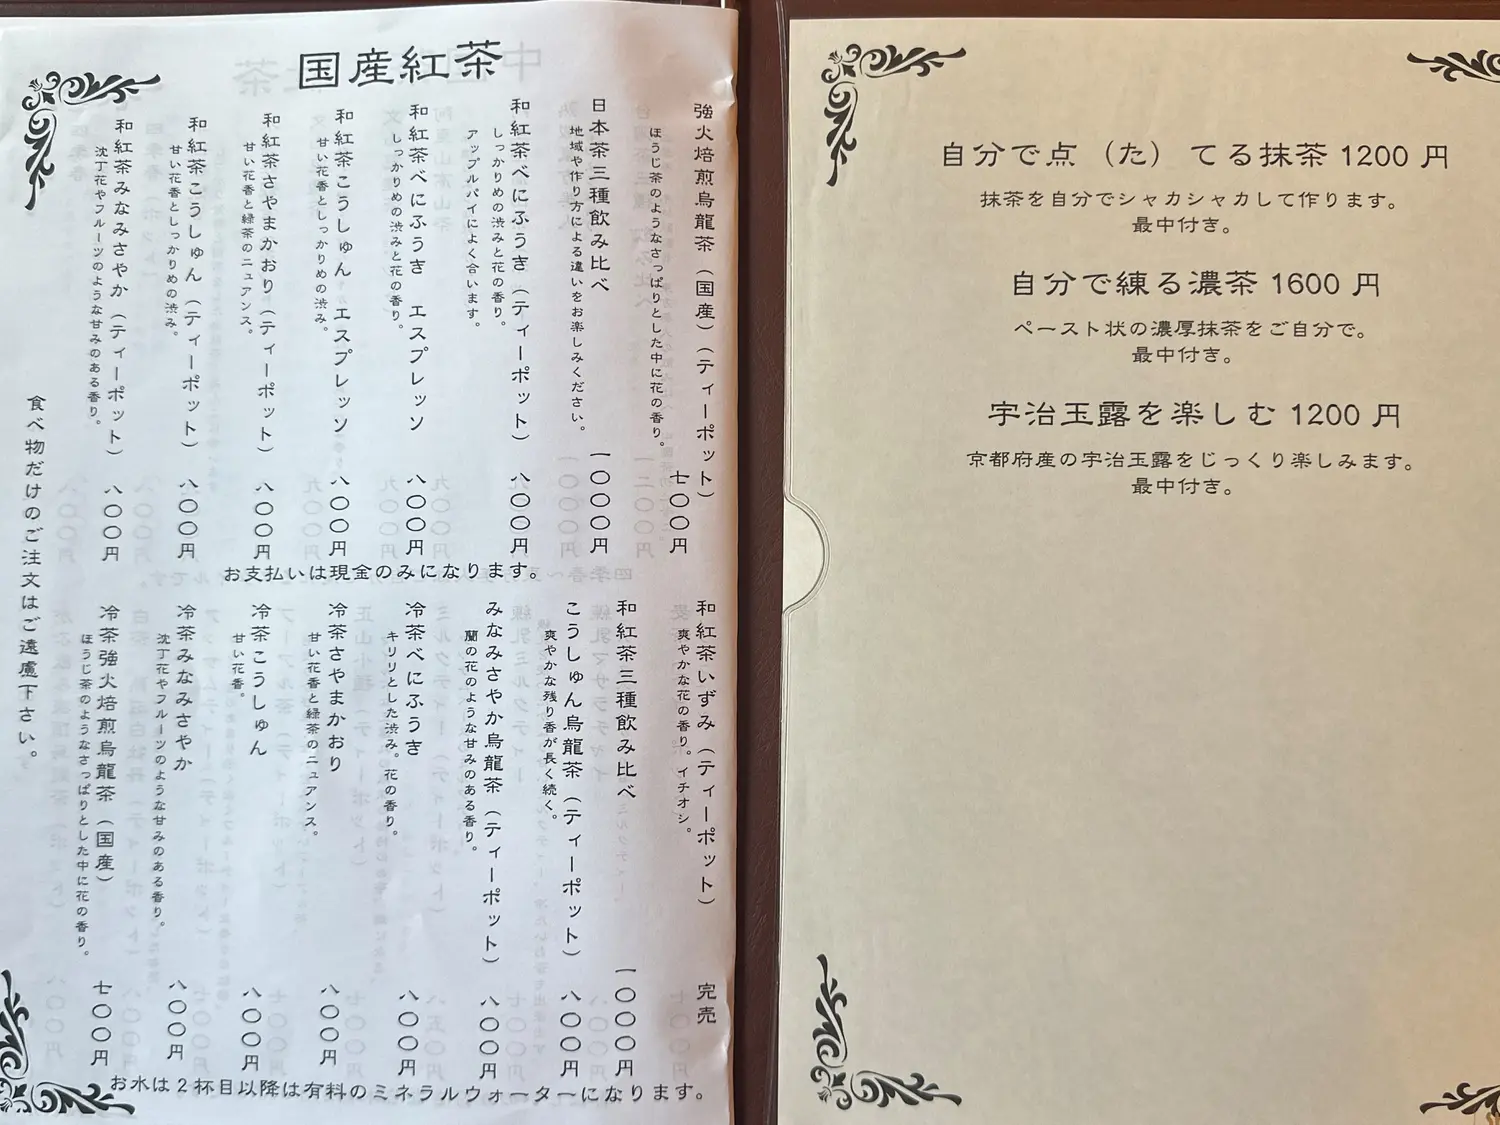 国産紅茶
強火焙煎烏龍茶(国産)(ティーポット)
七〇〇円
ほうじ茶のようなさっぱりとした中に花の香り。
日本茶三種飲み比べ
一〇〇〇円
地域や作り方による違いをお楽しみください。
和紅茶べにふうき(ティーポット)
八〇〇円
しっかりめの渋みと花の香り。
アップルパイによく合います。
和紅茶べにふうき エスプレッソ
八〇〇円
しっかりめの渋みと花の香り。
和紅茶こうしゅん エスプレッソ
八〇〇円
甘い花香としっかりめの渋み。
和紅茶さやまかおり(ティーポット)
八〇〇円
甘い花香と緑茶のニュアンス。
和紅茶こうしゅん(ティーポット)
八〇〇円
甘い花香としっかりめの渋み。
和紅茶みなみさやか(ティーポット)
八〇〇円
沈丁花やフルーツのような甘みのある香り。
食べ物だけのご注文はご遠慮下さい。
お支払いは現金のみになります。
和紅茶いずみ(ティーポット)
完売
爽やかな花の香り。イチオシ。
和紅茶三種飲み比べ
一〇〇〇円
こうしゅん烏龍茶(ティーポット)
八〇〇円
爽やかな残り香が長く続く。
みなみさやか烏龍茶(ティーポット)
八〇〇円
蘭の花のような甘みのある香り。
冷茶べにふうき
八〇〇円
キリリとした渋み。花の香り。
冷茶さやまかおり
八〇〇円
甘い花香と緑茶のニュアンス。
冷茶こうしゅん
八〇〇円
甘い花香。
冷茶みなみさやか
八〇〇円
沈丁花やフルーツのような甘みのある香り。
冷茶強火焙煎烏龍茶(国産)
七〇〇円
ほうじ茶のようなさっぱりとした中に花の香り。
お水は2杯目以降は有料のミネラルウォーターになります。
自分で点(た)てる抹茶 1200 円
抹茶を自分でシャカシャカして作ります。
最中付き。
自分で練る濃茶 1600 円
ペースト状の濃厚抹茶をご自分で。
最中付き。
宇治玉露を楽しむ 1200 円
京都府産の宇治玉露をじっくり楽しみます。
最中付き。